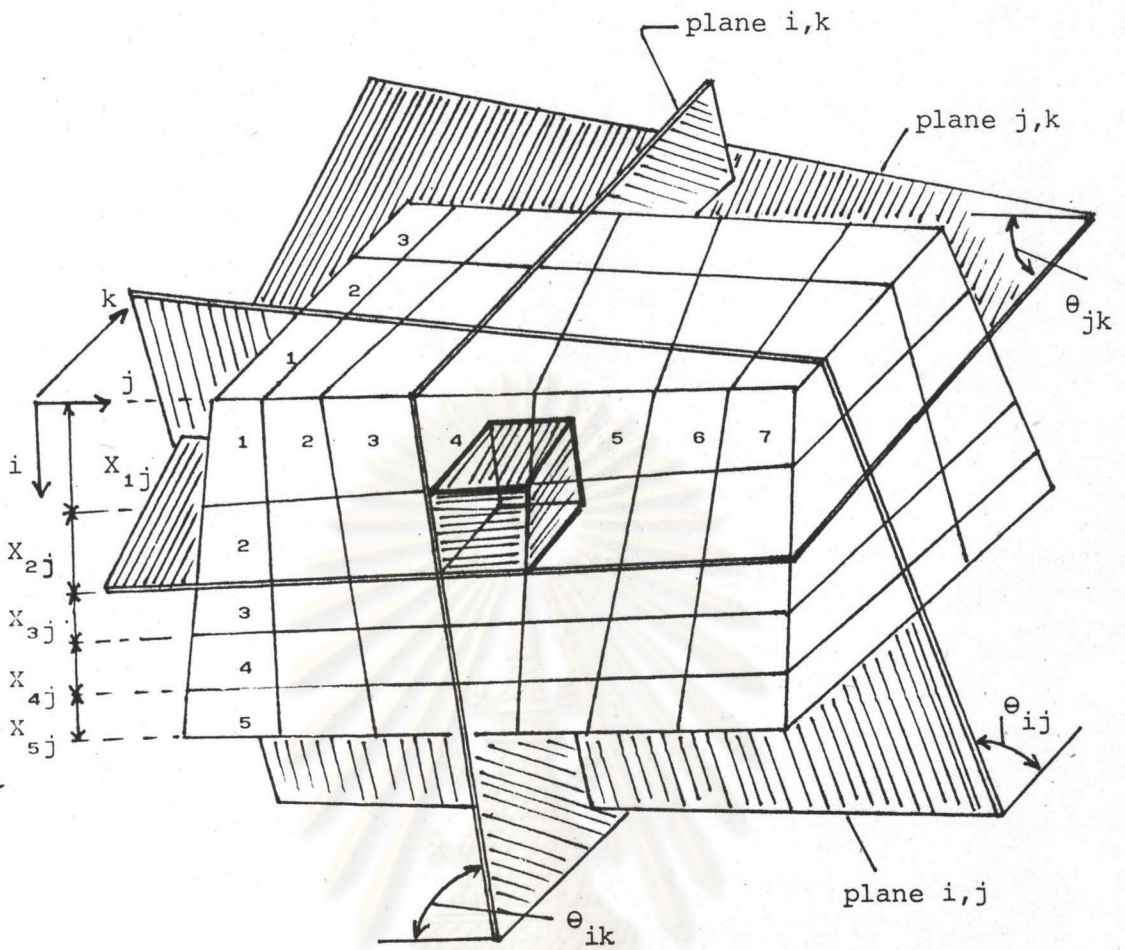 plane i,k
plane j,k
θjk
k
j
i
3
2
1
1 2 3 4 5 6 7
2
3
4
5
X1j
X2j
X3j
X4j
X5j
θij
plane i,j
θik